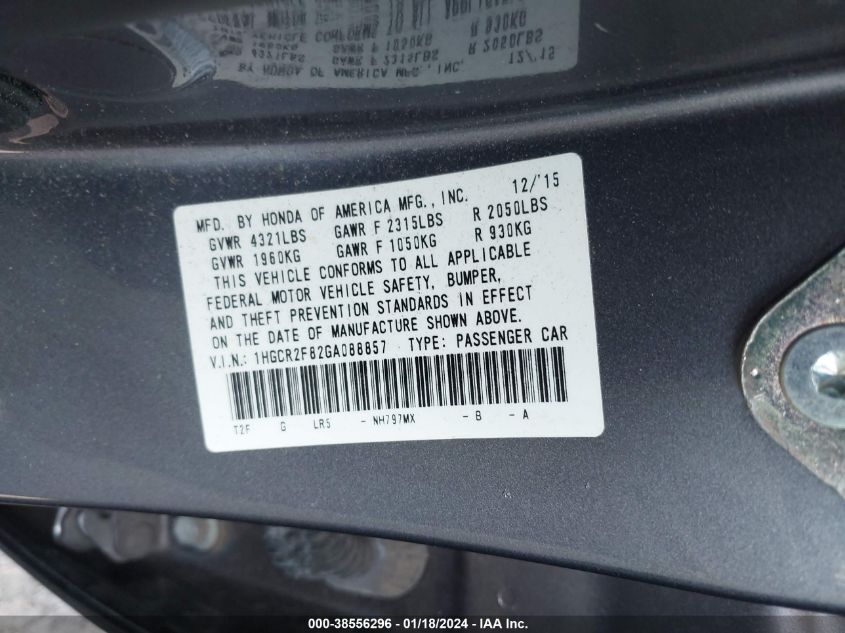 MFD. BY HONDA OF AMERICA MFG., INC. 12/'15
GVWR 4321LBS GAWR F 2315LBS R 2050LBS
GVWR 1960KG GAWR F 1050KG R 930KG
THIS VEHICLE CONFORMS TO ALL APPLICABLE
FEDERAL MOTOR VEHICLE SAFETY, BUMPER,
AND THEFT PREVENTION STANDARDS IN EFFECT
ON THE DATE OF MANUFACTURE SHOWN ABOVE.
V.I.N.: 1HGCR2F82GA088857 TYPE: PASSENGER CAR
T2F G LR5 - NH797MX - B - A
000-38556296 - 01/18/2024 - IAA Inc.